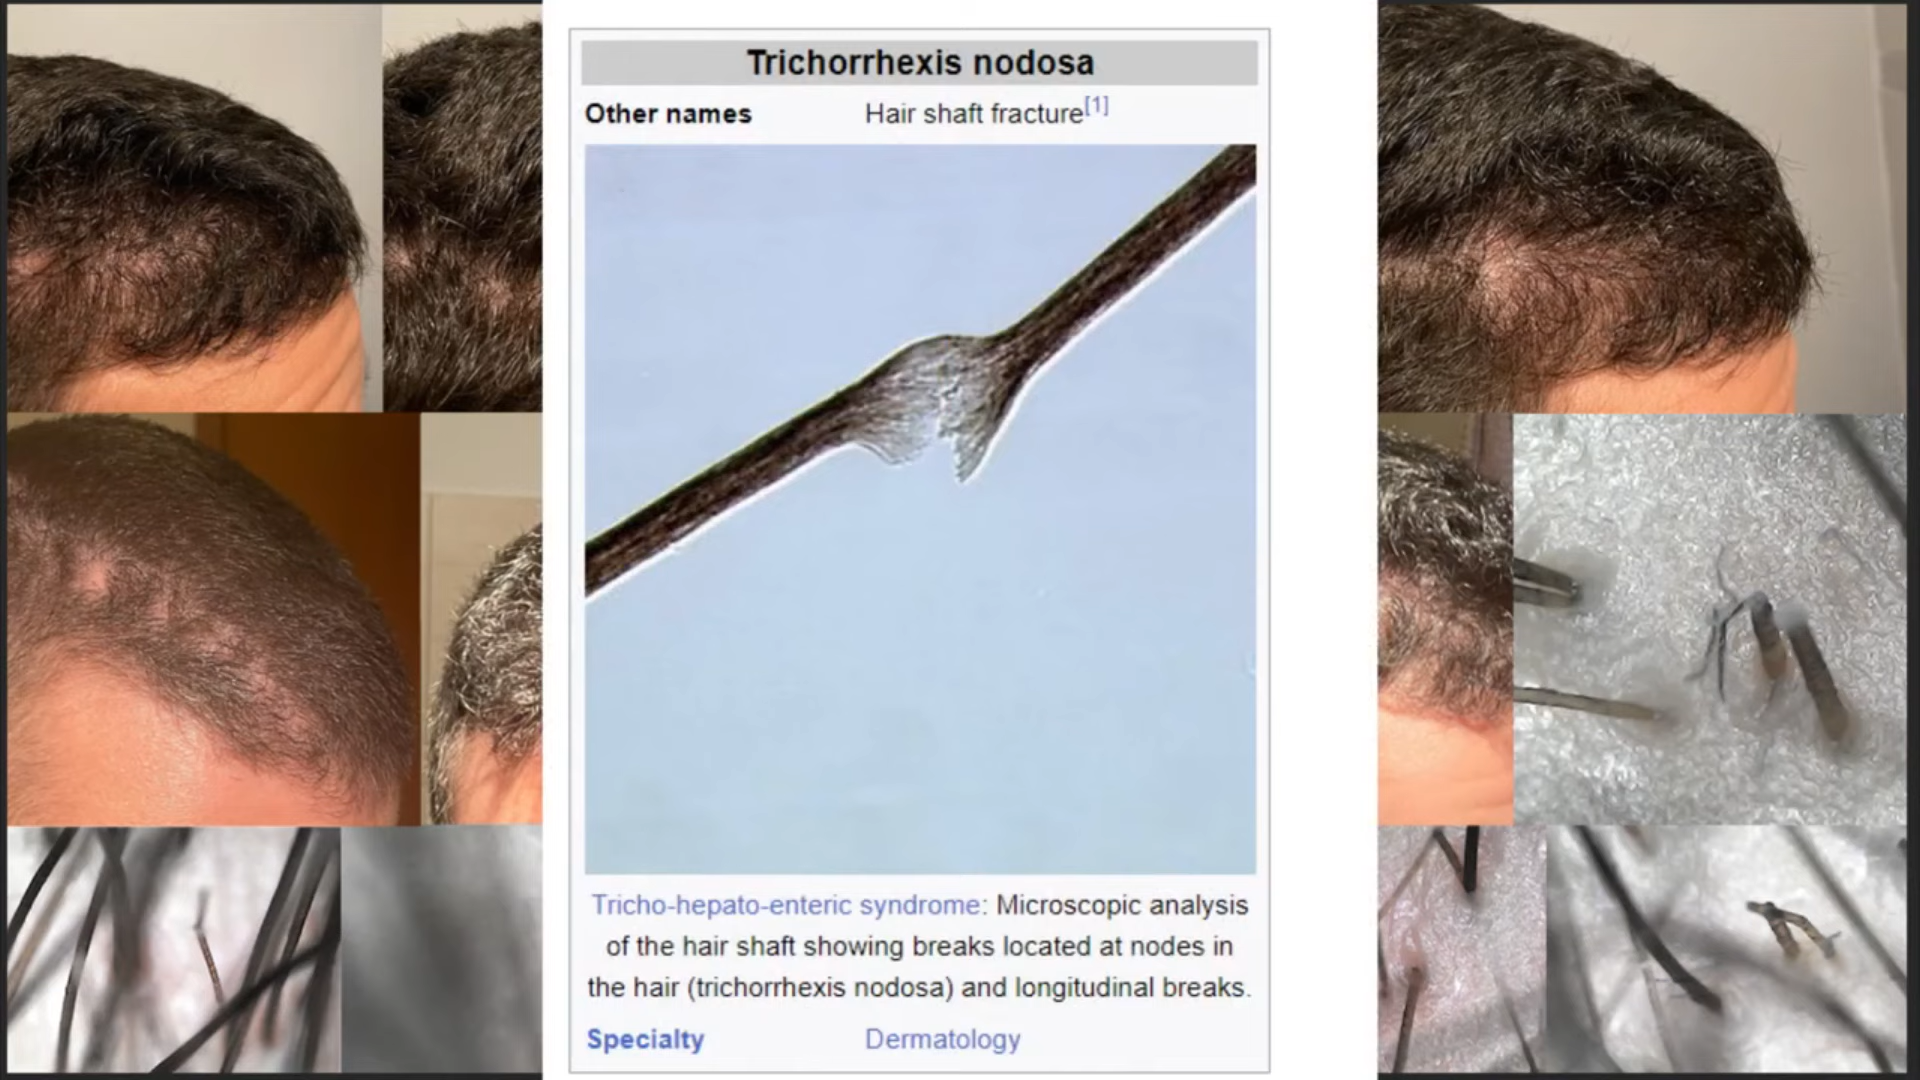 Trichorrhexis nodosa
Other names Hair shaft fracture[1]
Tricho-hepato-enteric syndrome: Microscopic analysis
of the hair shaft showing breaks located at nodes in
the hair (trichorrhexis nodosa) and longitudinal breaks.
Specialty Dermatology